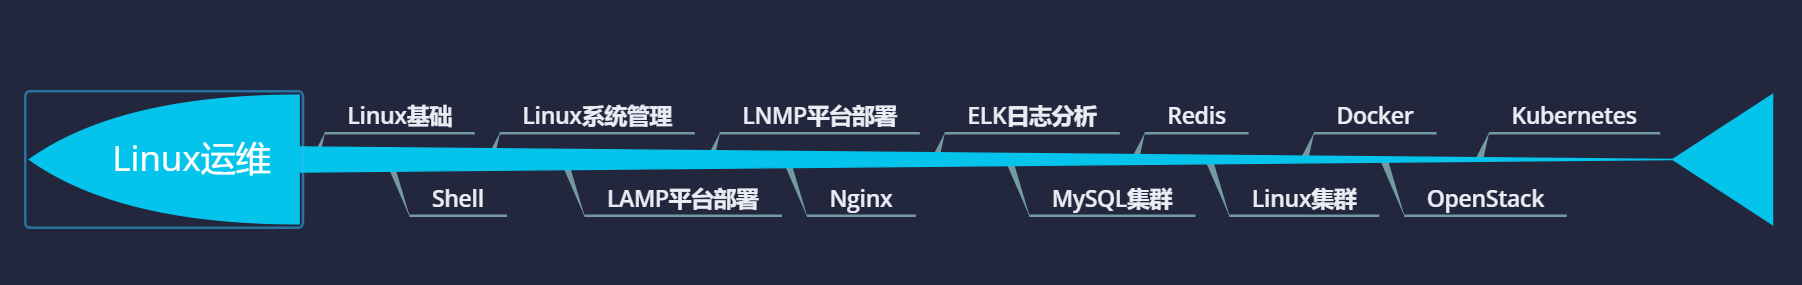 Linux运维
Linux基础
Linux系统管理
LNMP平台部署
ELK日志分析
Redis
Docker
Kubernetes
Shell
LAMP平台部署
Nginx
MySQL集群
Linux集群
OpenStack